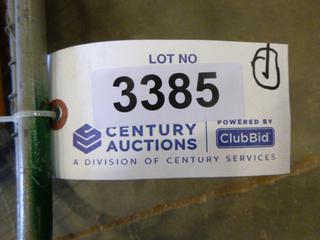 LOT NO
3385
CENTURY AUCTIONS
POWERED BY
ClubBid
A DIVISION OF CENTURY SERVICES